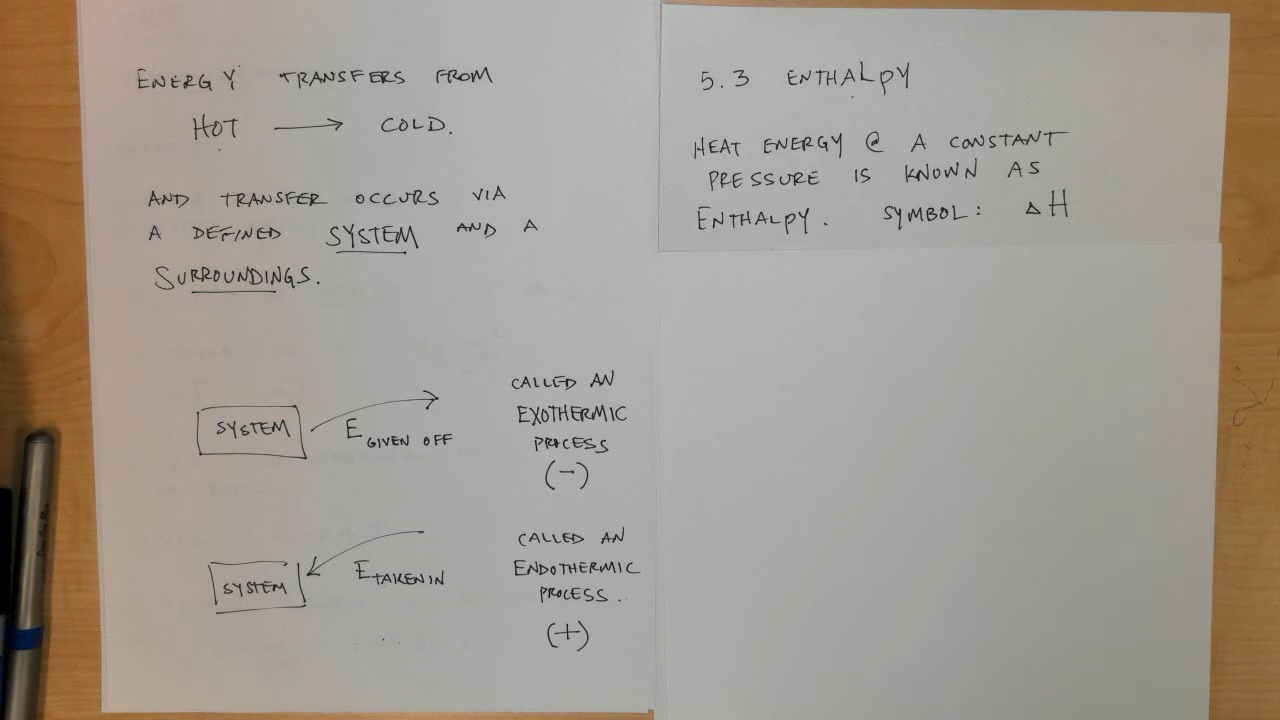 ENERGY TRANSFERS FROM
HOT → COLD.
AND TRANSFER OCCURS VIA
A DEFINED SYSTEM AND A
SURROUNDINGS.
SYSTEM
E GIVEN OFF
CALLED AN
EXOTHERMIC
PROCESS
(-)
SYSTEM
E TAKEN IN
CALLED AN
ENDOTHERMIC
PROCESS.
(+)
5.3 ENTHALPY
HEAT ENERGY @ A CONSTANT
PRESSURE IS KNOWN AS
ENTHALPY. SYMBOL: ΔH